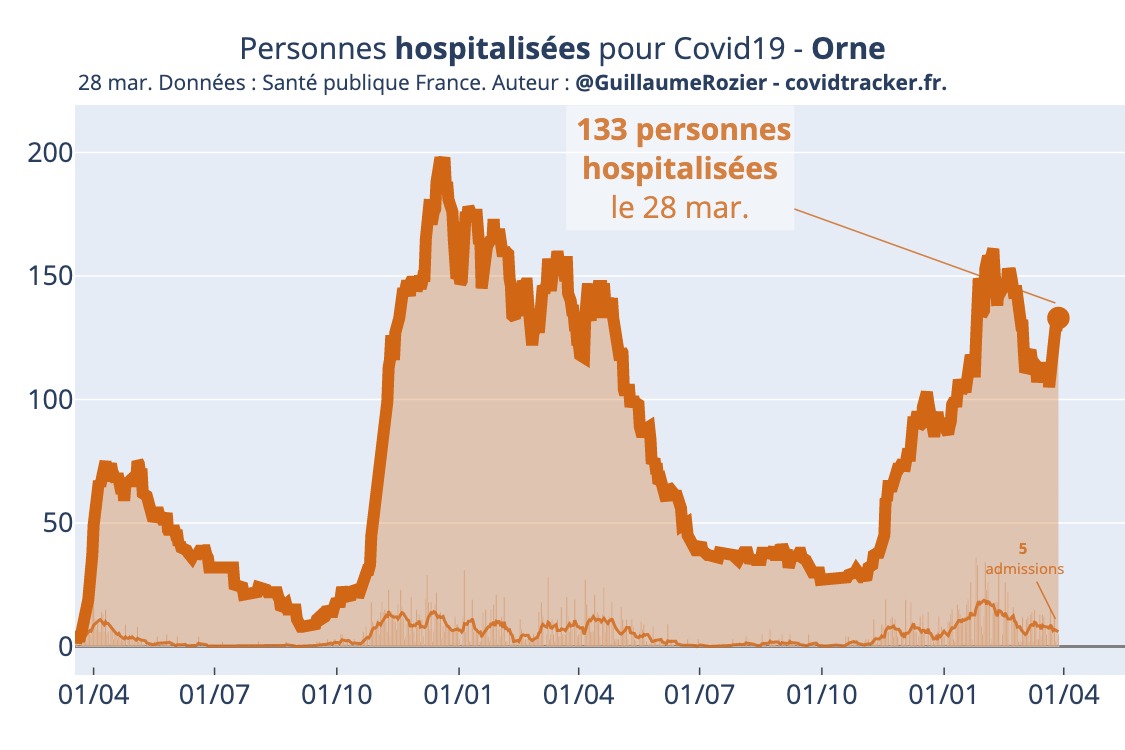 Personnes hospitalisées pour Covid19 - Orne
28 mar. Données : Santé publique France. Auteur : @GuillaumeRozier - covidtracker.fr.
133 personnes
hospitalisées
le 28 mar.
200
150
100
50
0
5
admissions
01/04 01/07 01/10 01/01 01/04 01/07 01/10 01/01 01/04